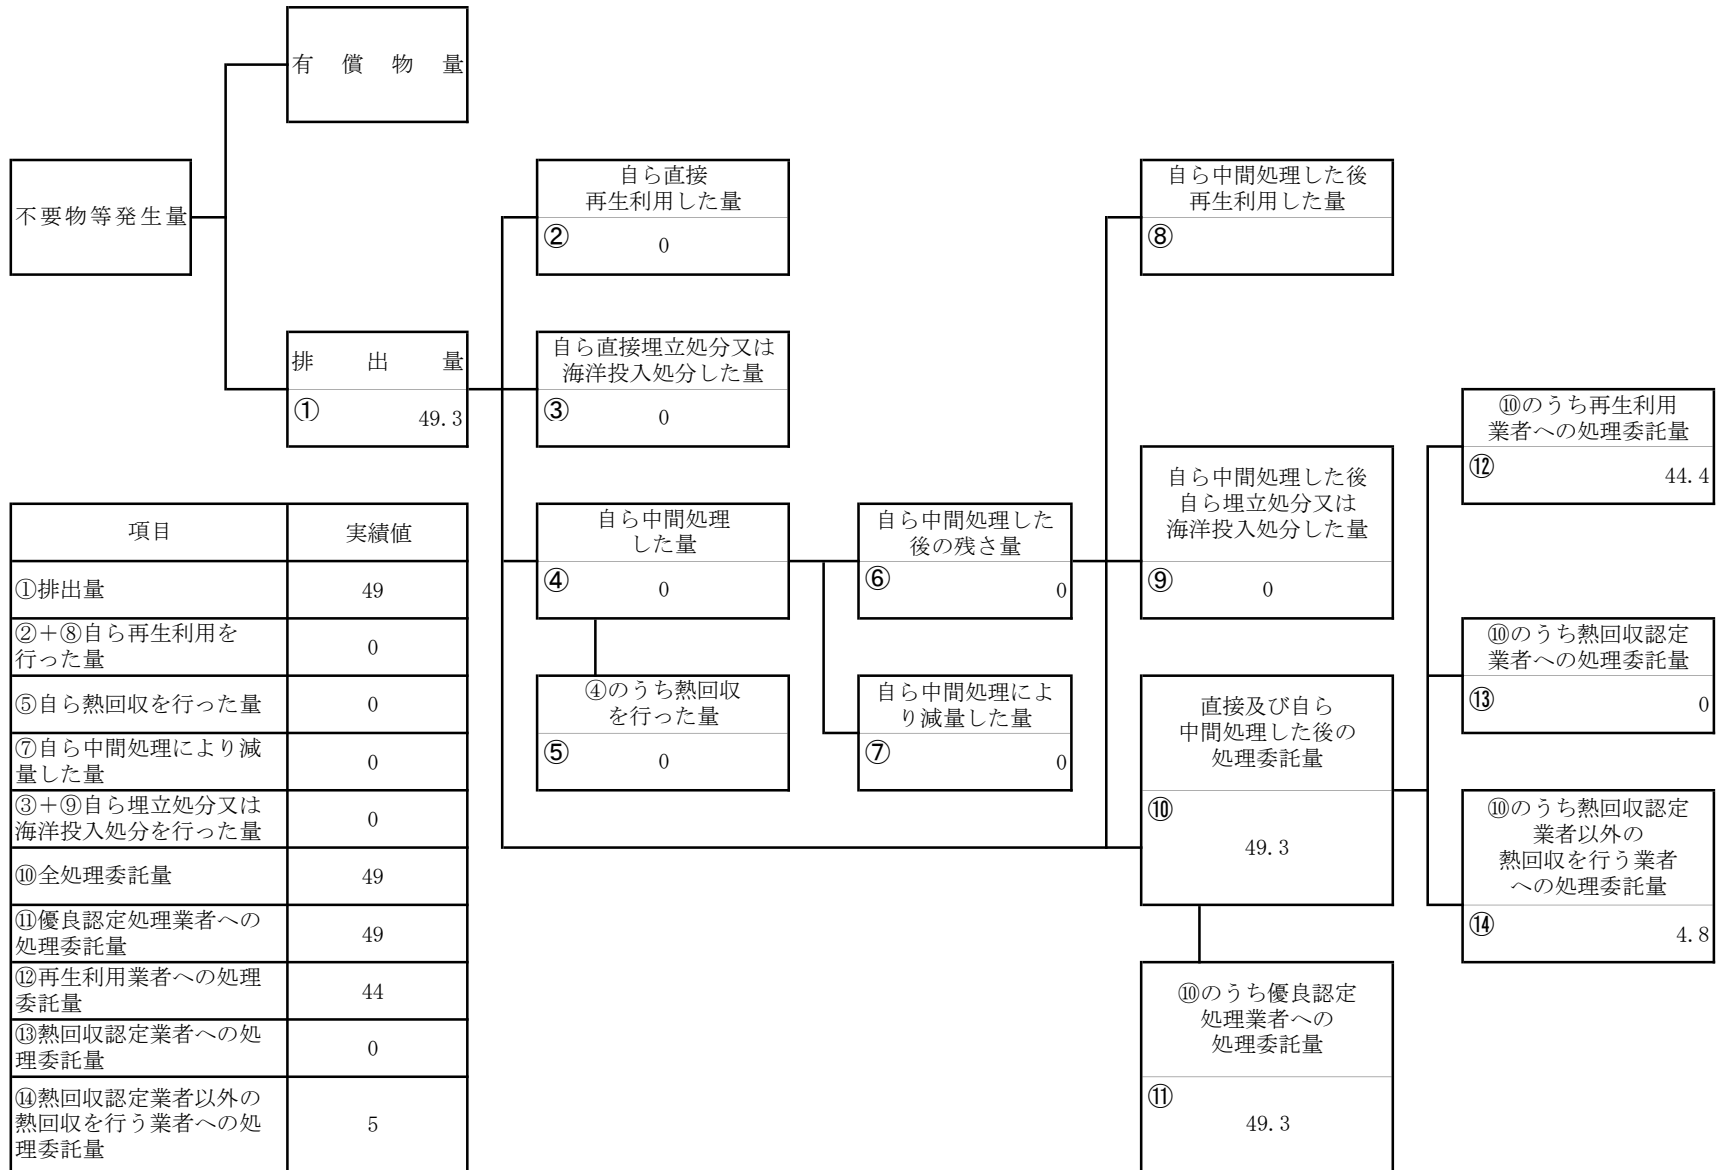 有償物量
不要物等発生量
排出量
①
49.3
自ら直接
再生利用した量
②
0
自ら直接埋立処分又は
海洋投入処分した量
③
0
自ら中間処理
した量
④
0
④のうち熱回収
を行った量
⑤
0
自ら中間処理した
後の残さ量
⑥
0
自ら中間処理によ
り減量した量
⑦
0
自ら中間処理した後
再生利用した量
⑧
自ら中間処理した後
自ら埋立処分又は
海洋投入処分した量
⑨
0
直接及び自ら
中間処理した後の
処理委託量
⑩
49.3
⑩のうち優良認定
処理業者への
処理委託量
⑪
49.3
⑩のうち再生利用
業者への処理委託量
⑫
44.4
⑩のうち熱回収認定
業者への処理委託量
⑬
0
⑩のうち熱回収認定
業者以外の
熱回収を行う業者
への処理委託量
⑭
4.8
項目 実績値
①排出量 49
②+⑧自ら再生利用を
行った量 0
⑤自ら熱回収を行った量 0
⑦自ら中間処理により減
量した量 0
③+⑨自ら埋立処分又は
海洋投入処分を行った量 0
⑩全処理委託量 49
⑪優良認定処理業者への
処理委託量 49
⑫再生利用業者への処理
委託量 44
⑬熱回収認定業者への処
理委託量 0
⑭熱回収認定業者以外の
熱回収を行う業者への処
理委託量 5